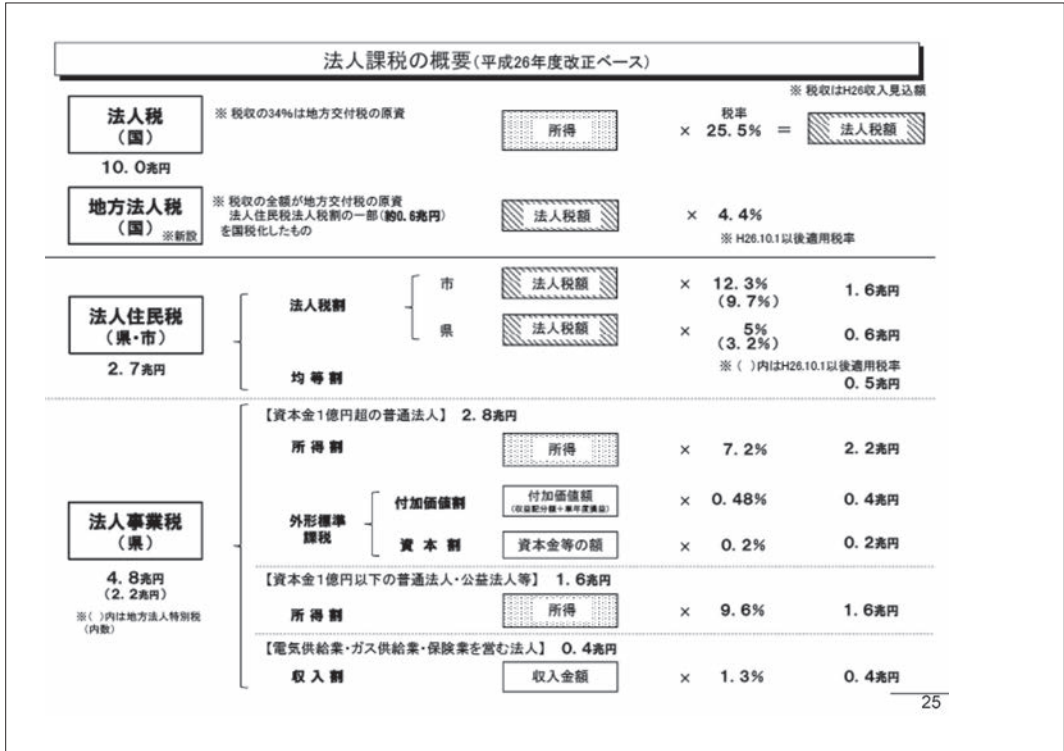 法人課税の概要(平成26年度改正ベース)
※ 税収はH26収入見込額
法人税
(国)
10. 0兆円
※ 税収の34%は地方交付税の原資
所得
×
税率
25. 5%
=
法人税額
地方法人税
(国) ※新設
※ 税収の全額が地方交付税の原資
法人住民税法人税割の一部(約0. 6兆円)
を国税化したもの
法人税額
× 4. 4%
※ H26.10.1以後適用税率
法人住民税
(県・市)
2. 7兆円
法人税割
市
法人税額
× 12. 3%
(9. 7%)
1. 6兆円
県
法人税額
× 5%
(3. 2%)
0. 6兆円
※ ( )内はH26.10.1以後適用税率
均等割
0. 5兆円
法人事業税
(県)
4. 8兆円
(2. 2兆円)
※( )内は地方法人特別税
(内数)
【資本金1億円超の普通法人】 2. 8兆円
所得割
所得
× 7. 2%
2. 2兆円
外形標準
課税
付加価値割
付加価値額
(収益配分額+単年度損益)
× 0. 48%
0. 4兆円
資本割
資本金等の額
× 0. 2%
0. 2兆円
【資本金1億円以下の普通法人・公益法人等】 1. 6兆円
所得割
所得
× 9. 6%
1. 6兆円
【電気供給業・ガス供給業・保険業を営む法人】 0. 4兆円
収入割
収入金額
× 1. 3%
0. 4兆円
25